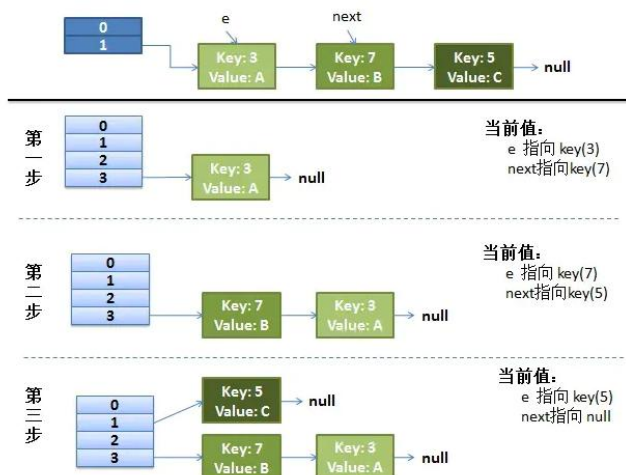 e
next
0
1
Key: 3
Value: A
Key: 7
Value: B
Key: 5
Value: C
null
第一步
0
1
2
3
Key: 3
Value: A
null
当前值：
e 指向 key(3)
next指向key(7)
第二步
0
1
2
3
Key: 7
Value: B
Key: 3
Value: A
null
当前值：
e 指向 key(7)
next指向key(5)
第三步
0
1
2
3
Key: 5
Value: C
null
Key: 7
Value: B
Key: 3
Value: A
null
当前值：
e 指向 key(5)
next指向 null